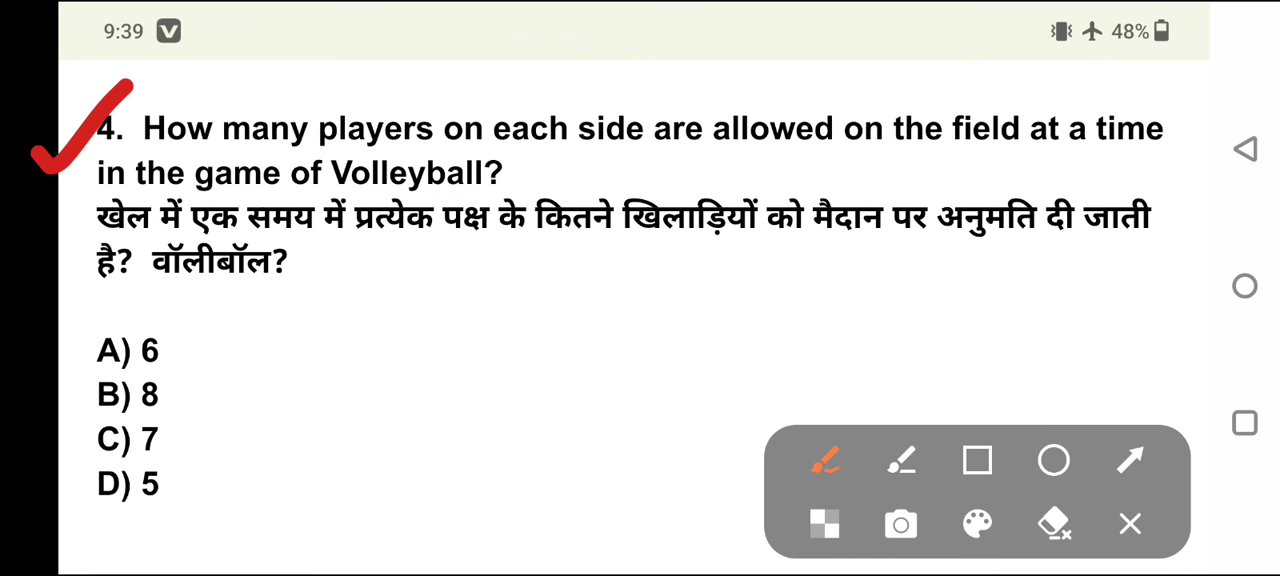 9:39 V 48%
4. How many players on each side are allowed on the field at a time
in the game of Volleyball?
खेल में एक समय में प्रत्येक पक्ष के कितने खिलाड़ियों को मैदान पर अनुमति दी जाती
है? वॉलीबॉल?
A) 6
B) 8
C) 7
D) 5